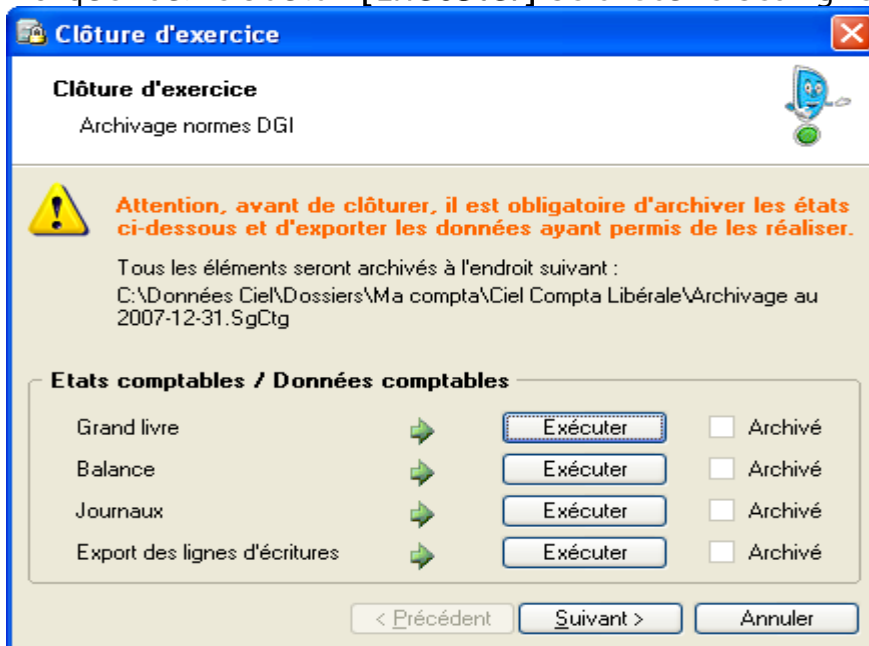 Clôture d'exercice
Clôture d'exercice
Archivage normes DGI
Attention, avant de clôturer, il est obligatoire d'archiver les états
ci-dessous et d'exporter les données ayant permis de les réaliser.
Tous les éléments seront archivés à l'endroit suivant :
C:\Données Ciel\Dossiers\Ma compta\Ciel Compta Libérale\Archivage au
2007-12-31.SgCtg
Etats comptables / Données comptables
Grand livre Exécuter Archivé
Balance Exécuter Archivé
Journaux Exécuter Archivé
Export des lignes d'écritures Exécuter Archivé
< Précédent Suivant > Annuler